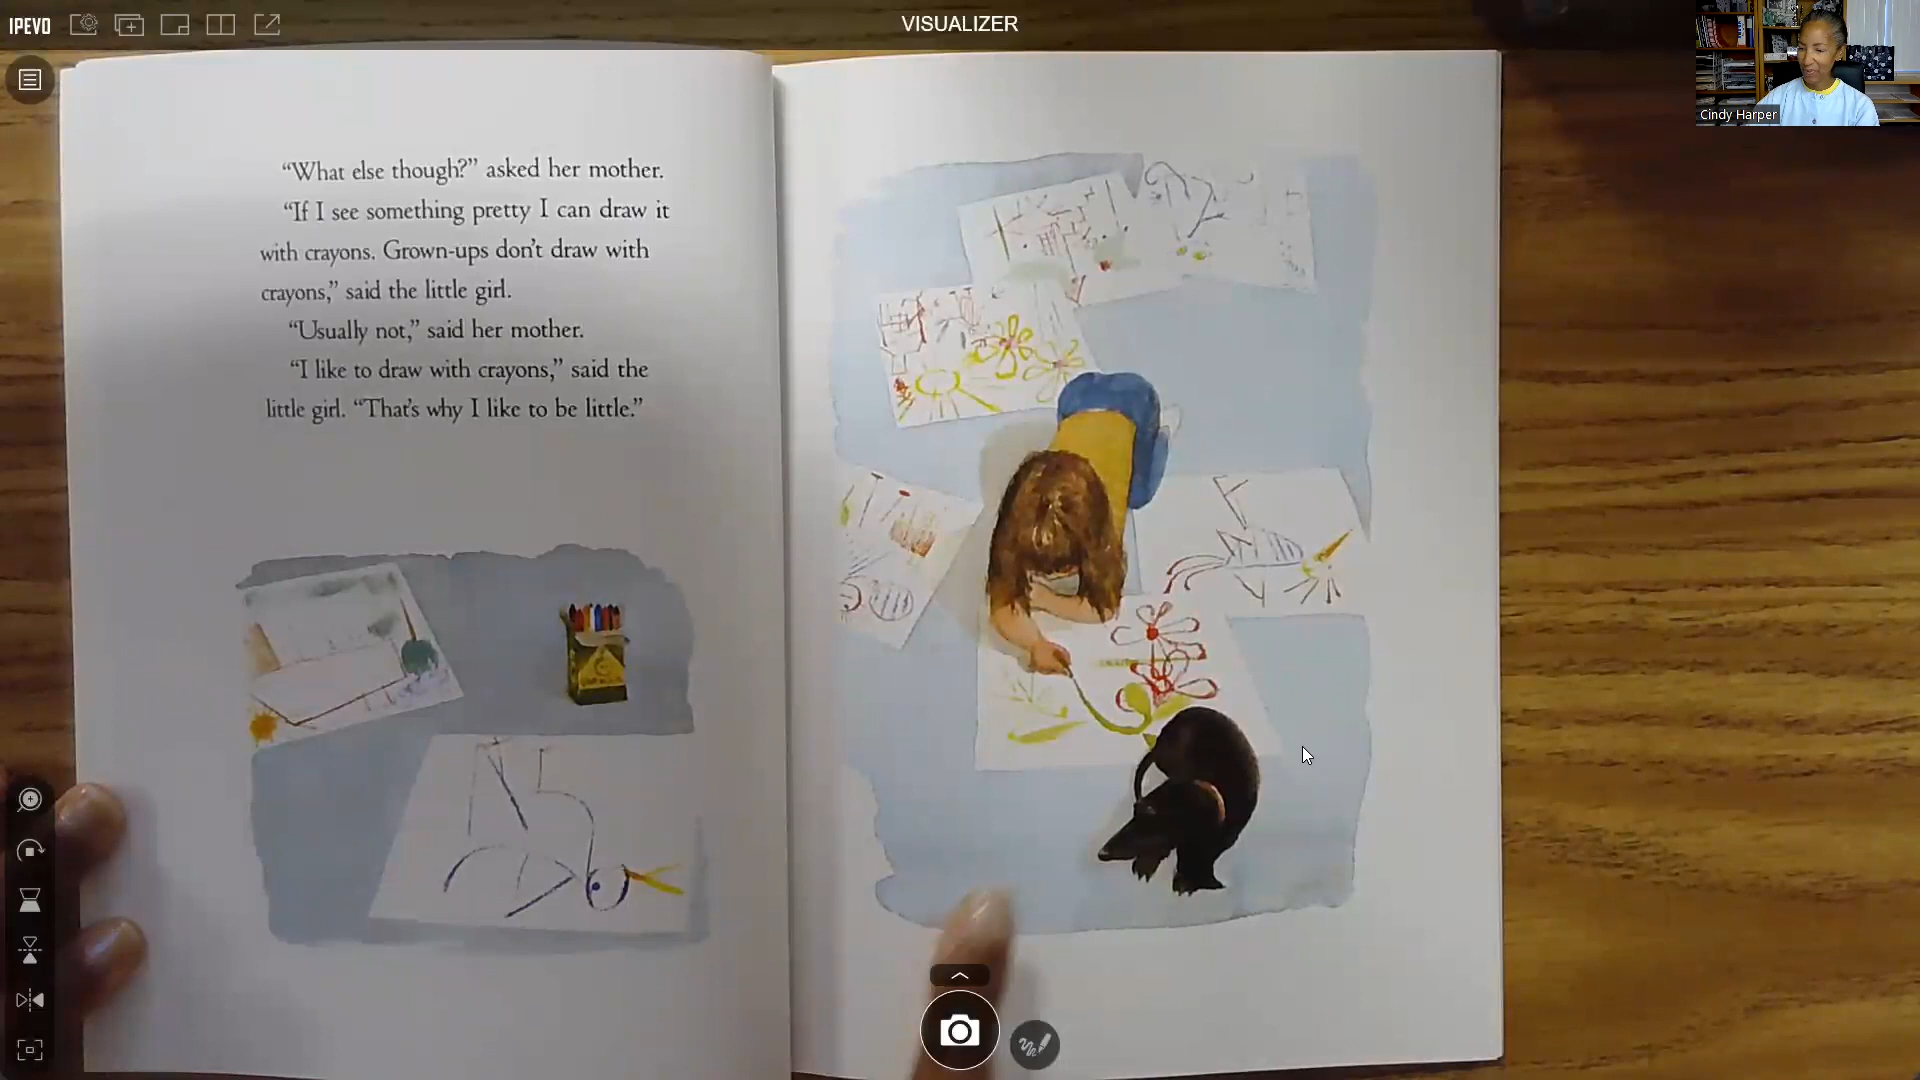 IPEVO
VISUALIZER
Cindy Harper
“What else though?” asked her mother.
“If I see something pretty I can draw it
with crayons. Grown-ups don’t draw with
crayons,” said the little girl.
“Usually not,” said her mother.
“I like to draw with crayons,” said the
little girl. “That’s why I like to be little.”